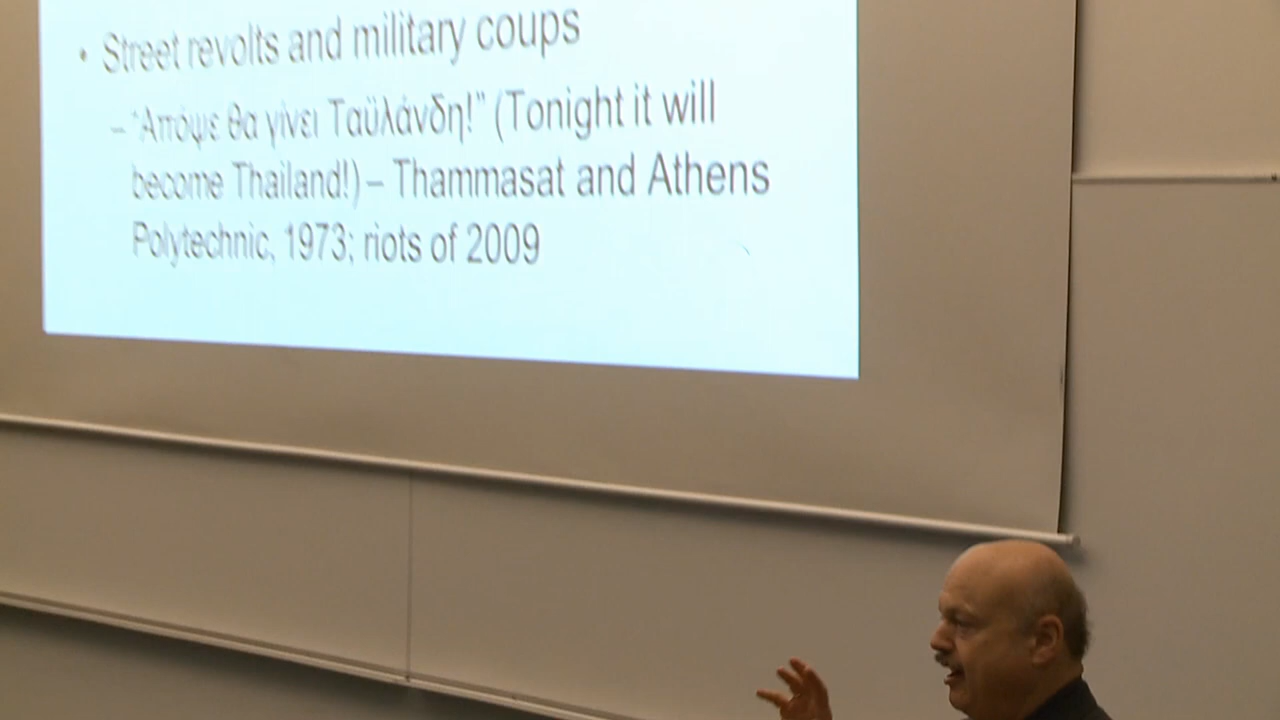 • Street revolts and military coups
– "Απόψε θα γίνει Ταϋλάνδη!" (Tonight it will
become Thailand!) – Thammasat and Athens
Polytechnic, 1973; riots of 2009